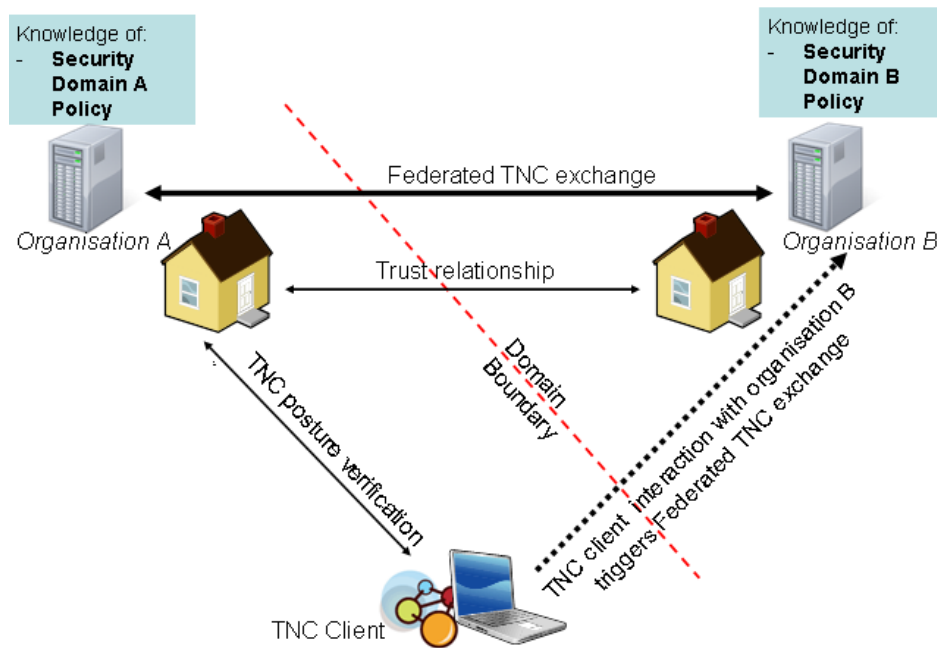 Knowledge of:
- Security
Domain A
Policy
Knowledge of:
- Security
Domain B
Policy
Federated TNC exchange
Organisation A
Organisation B
Trust relationship
Domain
Boundary
TNC posture verification
TNC client interaction with organisation B
triggers Federated TNC exchange
TNC Client